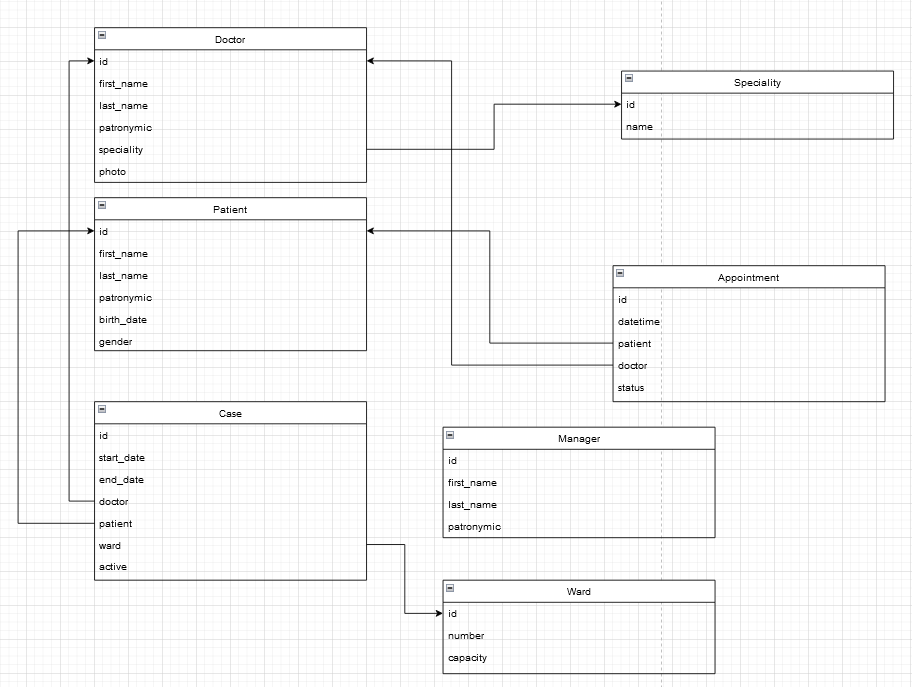 Doctor
id
first_name
last_name
patronymic
speciality
photo
Speciality
id
name
Patient
id
first_name
last_name
patronymic
birth_date
gender
Appointment
id
datetime
patient
doctor
status
Case
id
start_date
end_date
doctor
patient
ward
active
Manager
id
first_name
last_name
patronymic
Ward
id
number
capacity